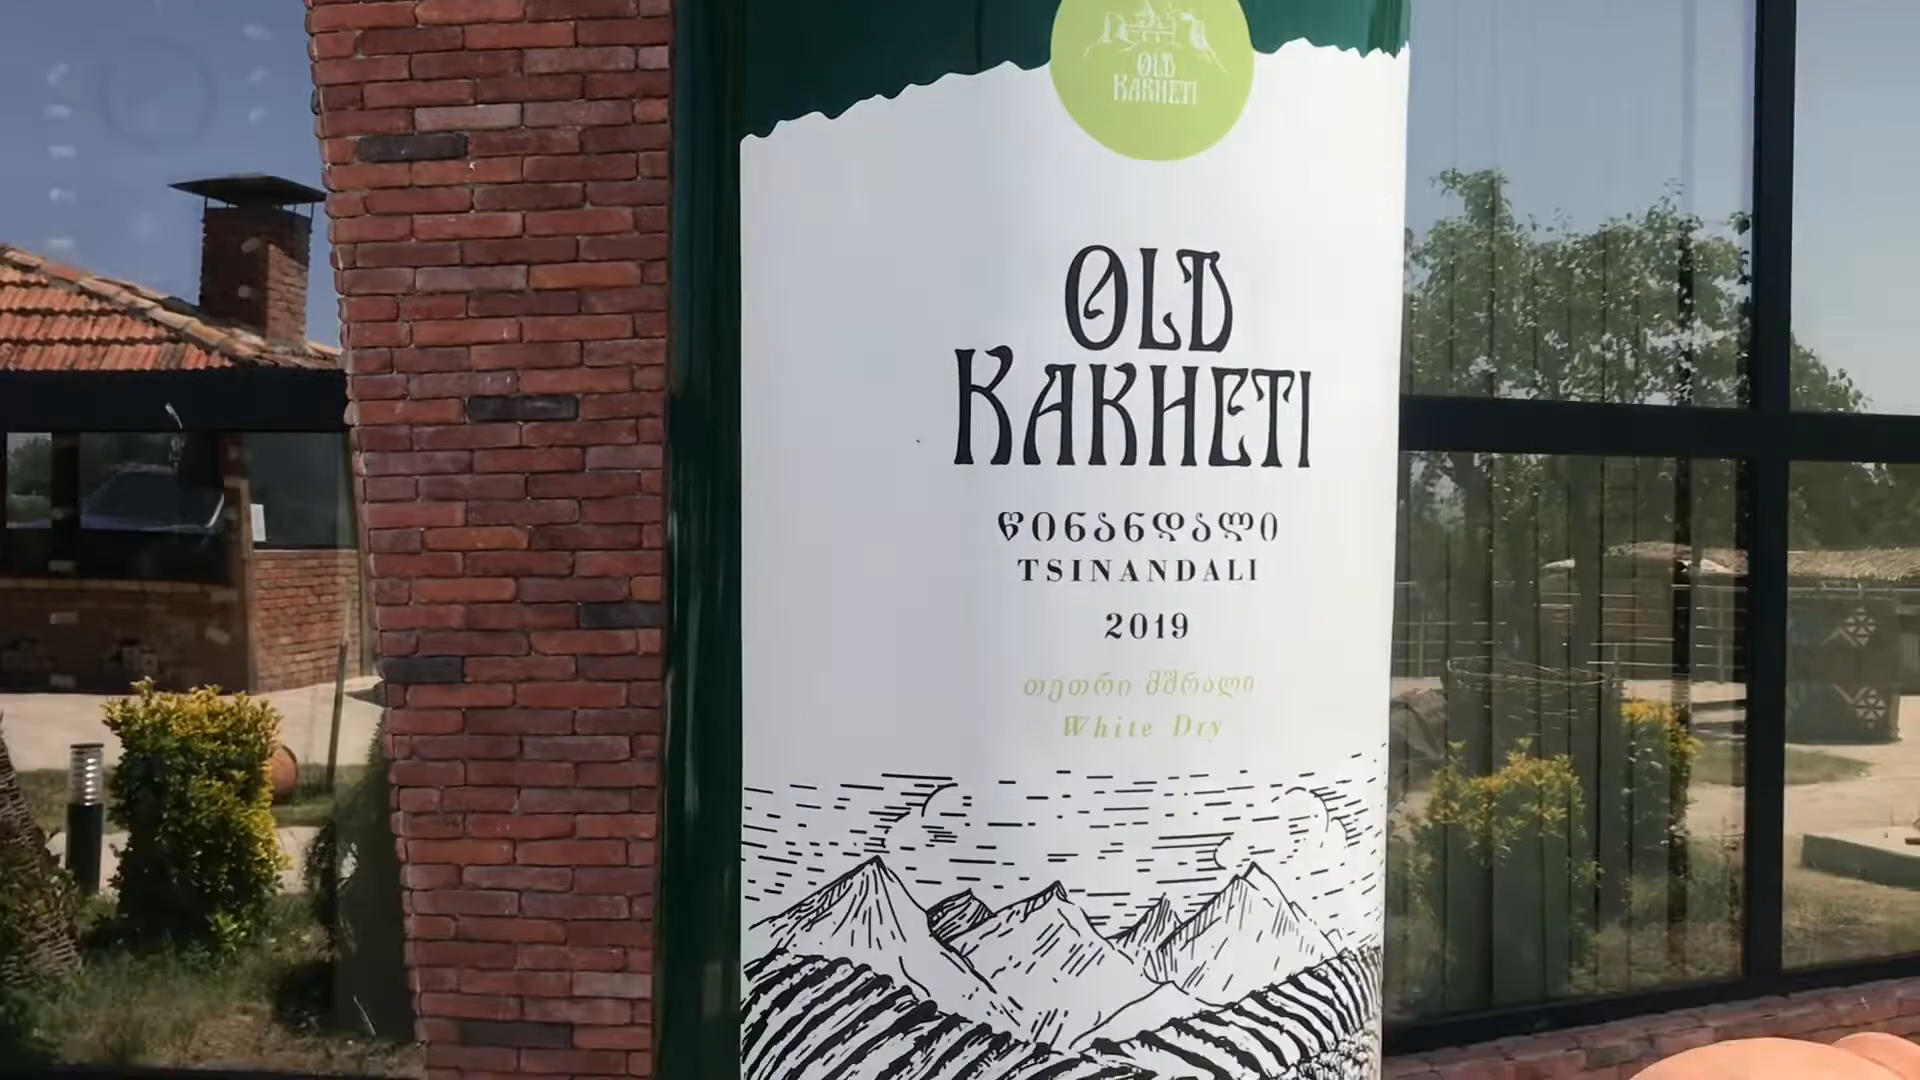 OLD
KAKHETI
OLD
KAKHETI
წინანდალი
TSINANDALI
2019
თეთრი მშრალი
White Dry